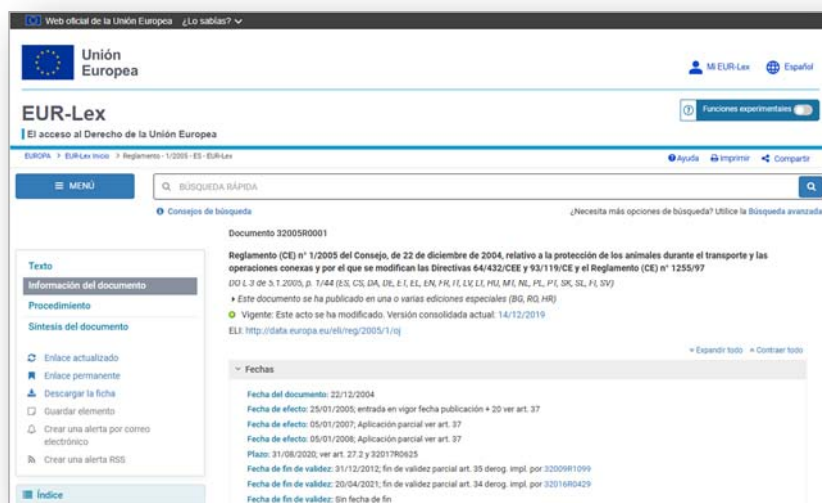 Web oficial de la Unión Europea ¿Lo sabías?
Unión
Europea
Mi EUR-Lex Español
EUR-Lex
Funciones experimentales
El acceso al Derecho de la Unión Europea
EUROPA > EUR-Lex Inicio > Reglamento - 1/2005 - ES - EUR-Lex
Ayuda Imprimir Compartir
MENÚ
BÚSQUEDA RÁPIDA
Consejos de búsqueda
¿Necesita más opciones de búsqueda? Utilice la Búsqueda avanzada
Documento 32005R0001
Texto
Información del documento
Procedimiento
Síntesis del documento
Enlace actualizado
Enlace permanente
Descargar la ficha
Guardar elemento
Crear una alerta por correo
electrónico
Crear una alerta RSS
Índice
Reglamento (CE) nº 1/2005 del Consejo, de 22 de diciembre de 2004, relativo a la protección de los animales durante el transporte y las
operaciones conexas y por el que se modifican las Directivas 64/432/CEE y 93/119/CE y el Reglamento (CE) nº 1255/97
DO L 3 de 5.1.2005, p. 1/44 (ES, CS, DA, DE, ET, EL, EN, FR, IT, LV, LT, HU, MT, NL, PL, PT, SK, SL, FI, SV)
Este documento se ha publicado en una o varias ediciones especiales (BG, RO, HR)
Vigente: Este acto se ha modificado. Versión consolidada actual: 14/12/2019
ELI: http://data.europa.eu/eli/reg/2005/1/oj
Expandir todo Contraer todo
Fechas
Fecha del documento: 22/12/2004
Fecha de efecto: 25/01/2005; entrada en vigor fecha publicación + 20 ver art. 37
Fecha de efecto: 05/01/2007; Aplicación parcial ver art. 37
Fecha de efecto: 05/01/2008; Aplicación parcial ver art. 37
Plazo: 31/08/2020; ver art. 27.2 y 32017R0625
Fecha de fin de validez: 31/12/2012; fin de validez parcial art. 35 derog. impl. por 32009R1099
Fecha de fin de validez: 20/04/2021; fin de validez parcial art. 34 derog. impl. por 32016R0429
Fecha de fin de validez: Sin fecha de fin